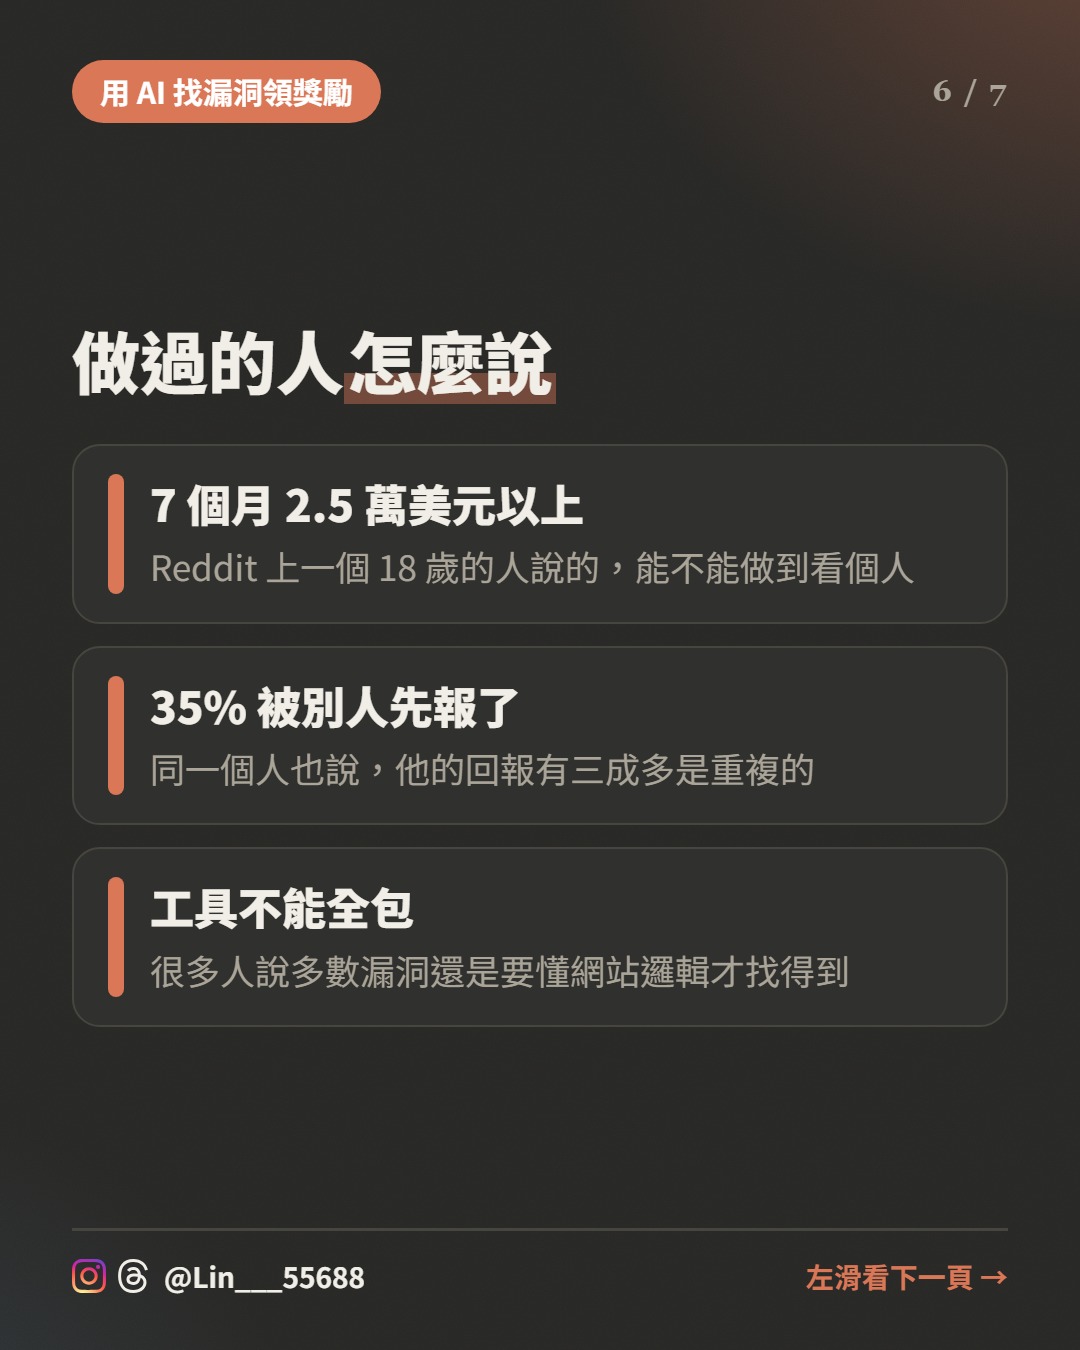 用 AI 找漏洞領獎勵
6 / 7
做過的人怎麼說
7 個月 2.5 萬美元以上
Reddit 上一個 18 歲的人說的，能不能做到看個人
35% 被別人先報了
同一個人也說，他的回報有三成多是重複的
工具不能全包
很多人說多數漏洞還是要懂網站邏輯才找得到
@Lin___55688
左滑看下一頁 →